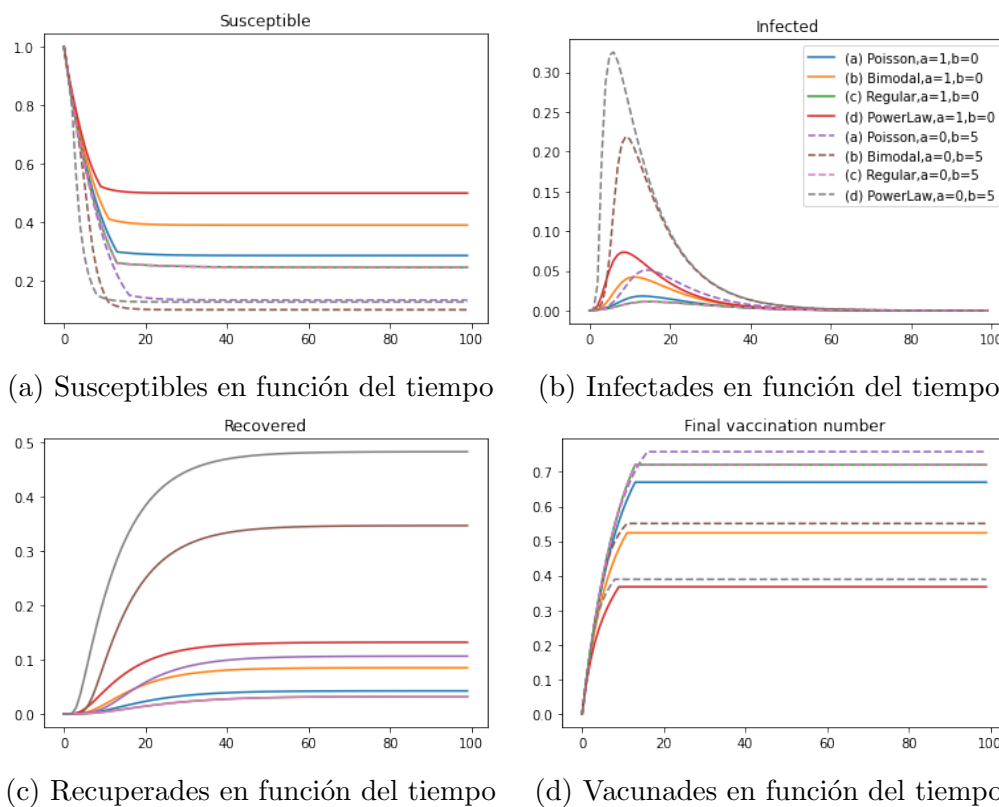 Susceptible
1.0
0.8
0.6
0.4
0.2
0 20 40 60 80 100
(a) Susceptibles en función del tiempo
Infected
0.30
0.25
0.20
0.15
0.10
0.05
0.00
(a) Poisson,a=1,b=0
(b) Bimodal,a=1,b=0
(c) Regular,a=1,b=0
(d) PowerLaw,a=1,b=0
(a) Poisson,a=0,b=5
(b) Bimodal,a=0,b=5
(c) Regular,a=0,b=5
(d) PowerLaw,a=0,b=5
0 20 40 60 80 100
(b) Infectades en función del tiempo
Recovered
0.5
0.4
0.3
0.2
0.1
0.0
0 20 40 60 80 100
(c) Recuperades en función del tiempo
Final vaccination number
0.7
0.6
0.5
0.4
0.3
0.2
0.1
0.0
0 20 40 60 80 100
(d) Vacunades en función del tiempo